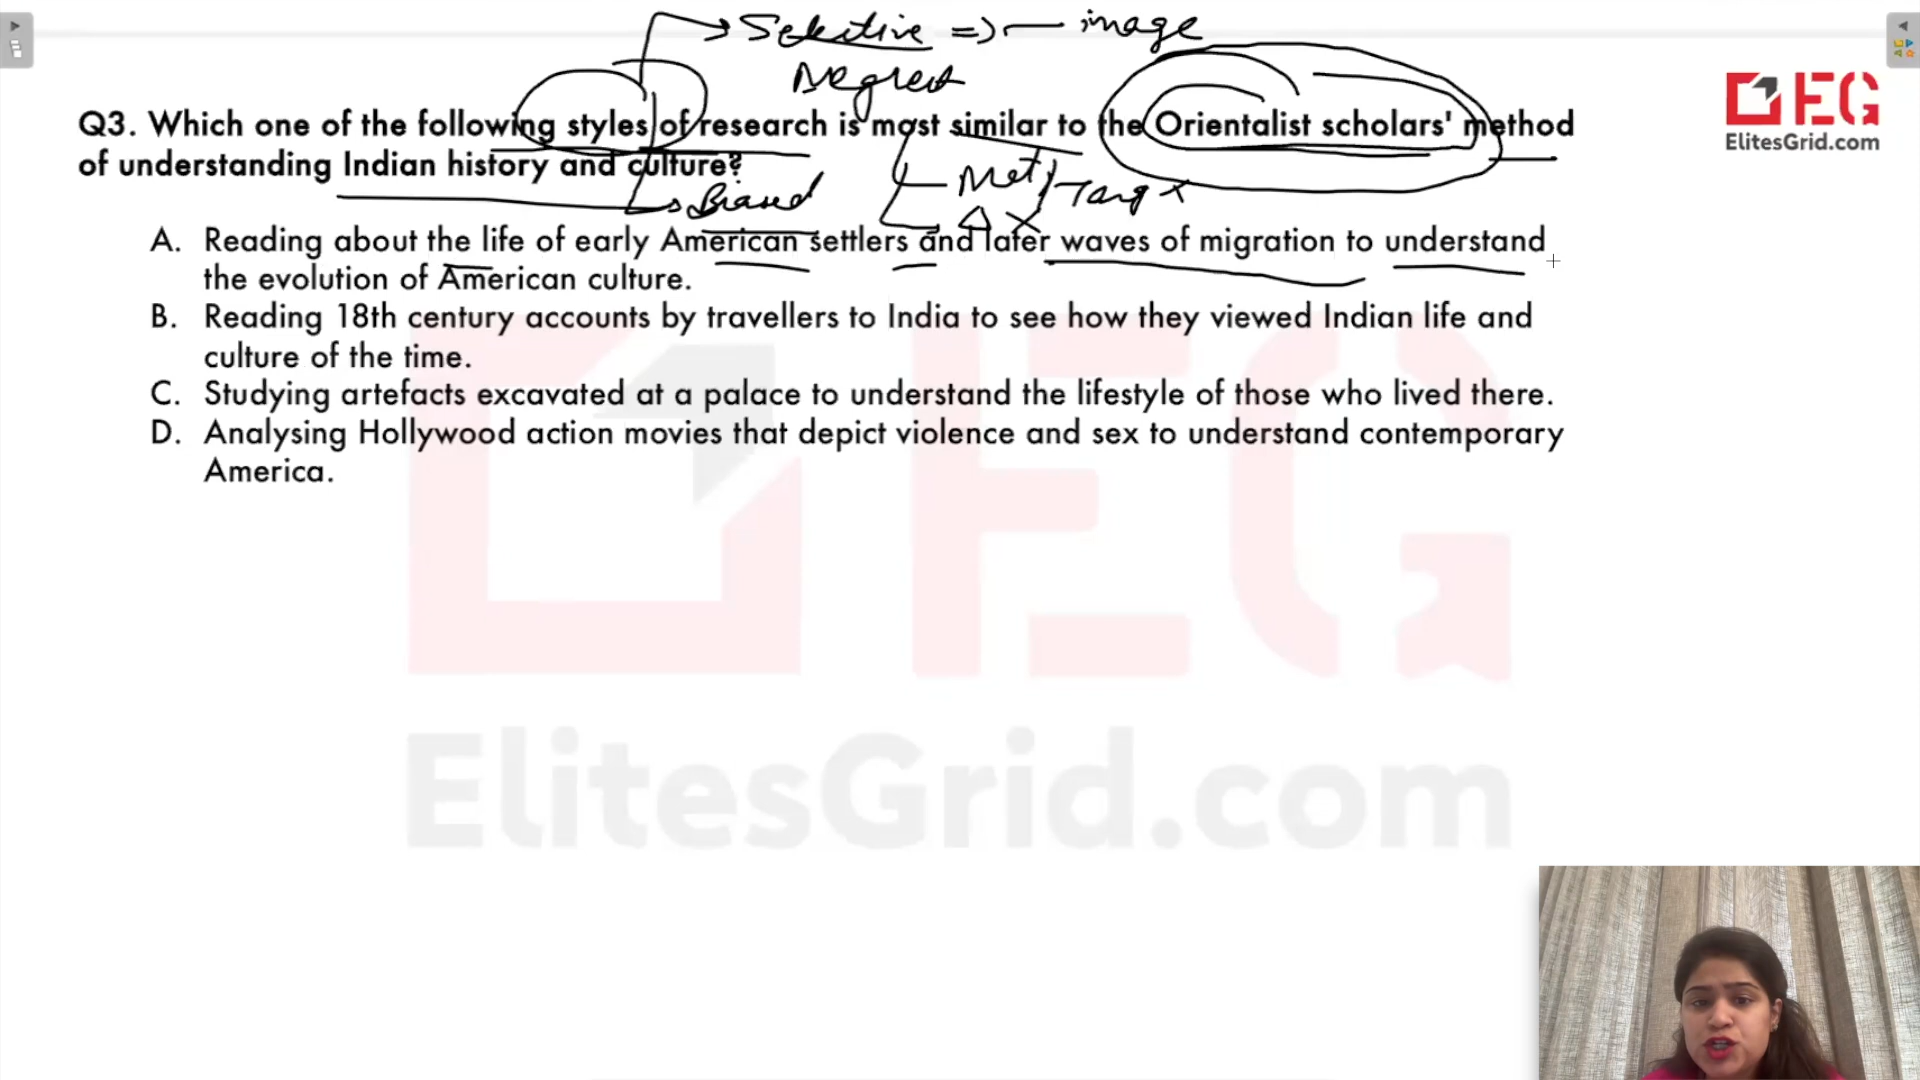 Selective => — image
Neglect
EG
ElitesGrid.com
Q3. Which one of the following styles of research is most similar to the Orientalist scholars' method
of understanding Indian history and culture?
Biased
Met
Targ x
Δ X
A. Reading about the life of early American settlers and later waves of migration to understand
the evolution of American culture.
B. Reading 18th century accounts by travellers to India to see how they viewed Indian life and
culture of the time.
C. Studying artefacts excavated at a palace to understand the lifestyle of those who lived there.
D. Analysing Hollywood action movies that depict violence and sex to understand contemporary
America.
EG
ElitesGrid.com